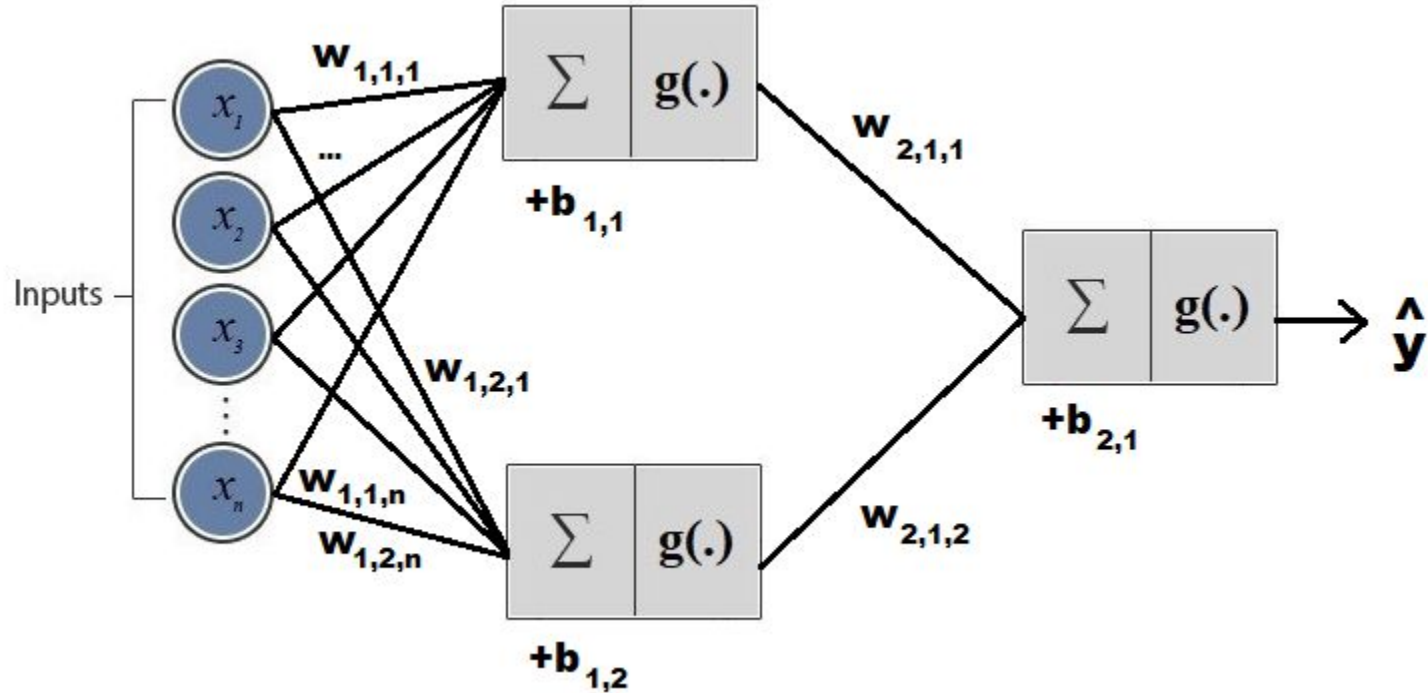 w1,1,1
∑ g(.)
x1
...
w2,1,1
+b1,1
x2
Inputs
x3
∑ g(.)
ŷ
w1,2,1
+b2,1
xn
w1,1,n
w1,2,n
∑ g(.)
w2,1,2
+b1,2